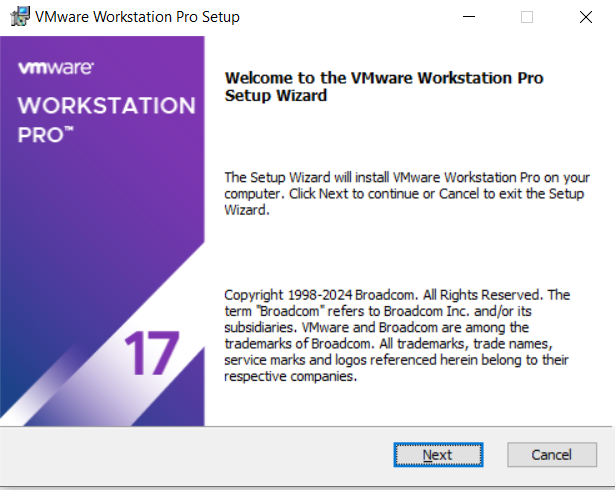 VMware Workstation Pro Setup
vmware®
WORKSTATION
PRO™
17
Welcome to the VMware Workstation Pro
Setup Wizard
The Setup Wizard will install VMware Workstation Pro on your
computer. Click Next to continue or Cancel to exit the Setup
Wizard.
Copyright 1998-2024 Broadcom. All Rights Reserved. The
term "Broadcom" refers to Broadcom Inc. and/or its
subsidiaries. VMware and Broadcom are among the
trademarks of Broadcom. All trademarks, trade names,
service marks and logos referenced herein belong to their
respective companies.
Next
Cancel